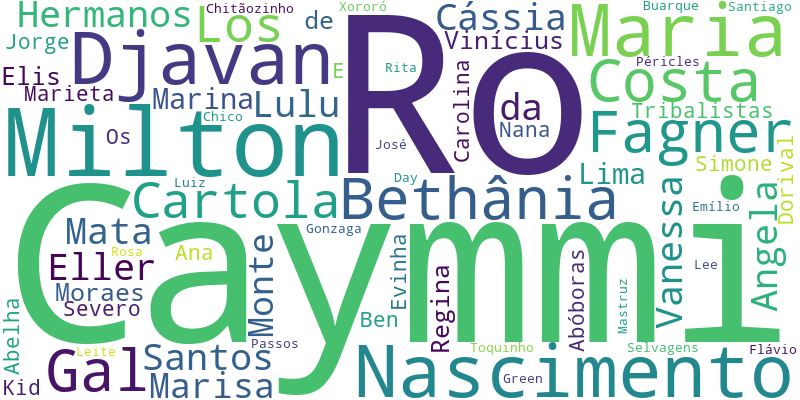 Hermanos
Chitãozinho
Xororó
Buarque
Santiago
Los
de
Cássia
Maria
Jorge
Djavan
Ro
Vinícius
Elis
E
Rita
Péricles
Costa
Marieta
Marina
Lulu
Carolina
da
Tribalistas
Milton
Os
Chico
José
Nana
Fagner
Simone
Dorival
Luiz
Day
Lima
Cartola
Bethânia
Vanessa
Angela
Emílio
Mata
Gonzaga
Caymmi
Rosa
Ana
Eller
Monte
Evinha
Regina
Abóboras
Lee
Moraes
Severo
Ben
Mastruz
Abelha
Leite
Passos
Toquinho
Selvagens
Flávio
Kid
Gal
Santos
Marisa
Nascimento
Green